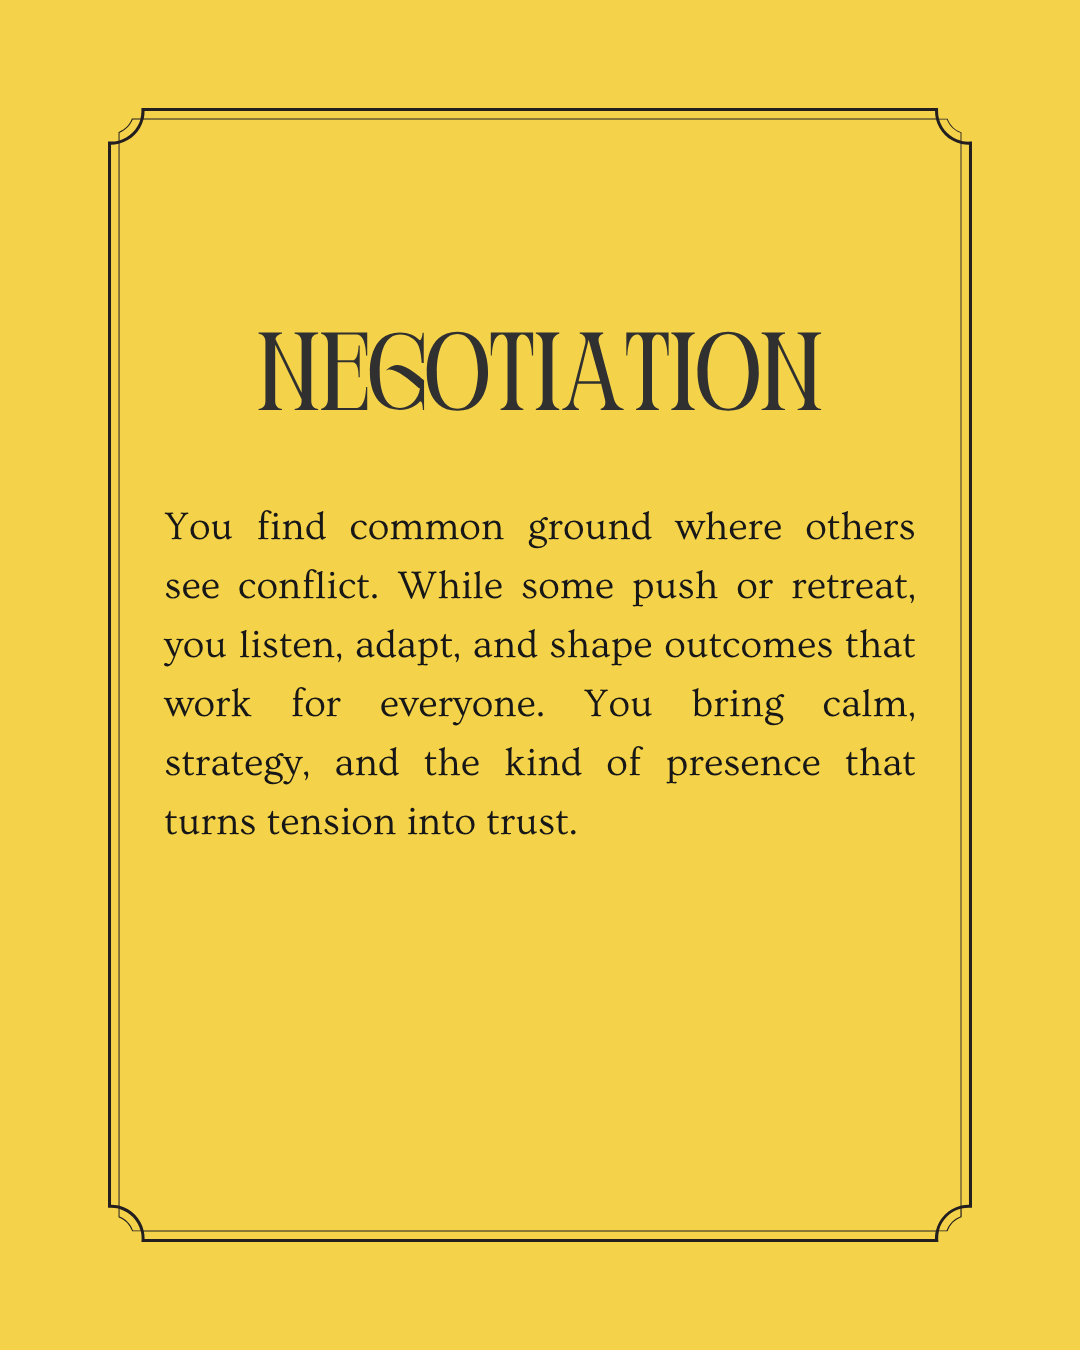 NEGOTIATION
You find common ground where others
see conflict. While some push or retreat,
you listen, adapt, and shape outcomes that
work for everyone. You bring calm,
strategy, and the kind of presence that
turns tension into trust.